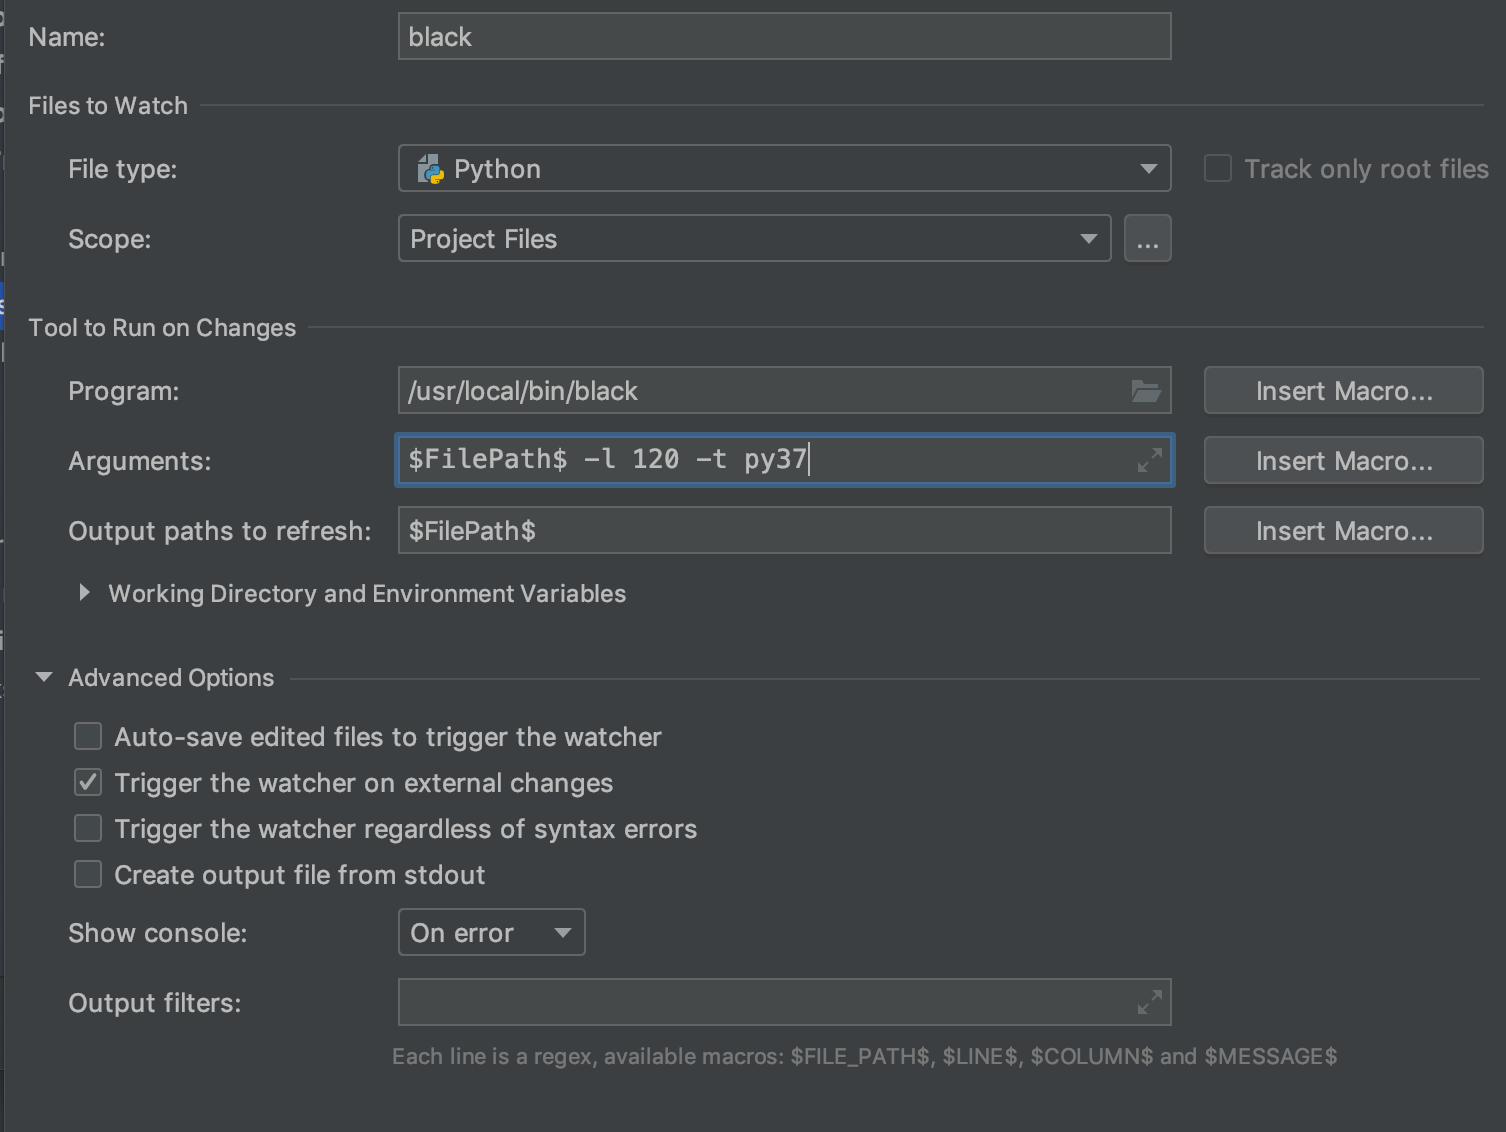 Name: black
Files to Watch
File type: Python Track only root files
Scope: Project Files ...
Tool to Run on Changes
Program: /usr/local/bin/black Insert Macro...
Arguments: $FilePath$ -l 120 -t py37 Insert Macro...
Output paths to refresh: $FilePath$ Insert Macro...
Working Directory and Environment Variables
Advanced Options
Auto-save edited files to trigger the watcher
Trigger the watcher on external changes
Trigger the watcher regardless of syntax errors
Create output file from stdout
Show console: On error
Output filters:
Each line is a regex, available macros: $FILE_PATH$, $LINE$, $COLUMN$ and $MESSAGE$